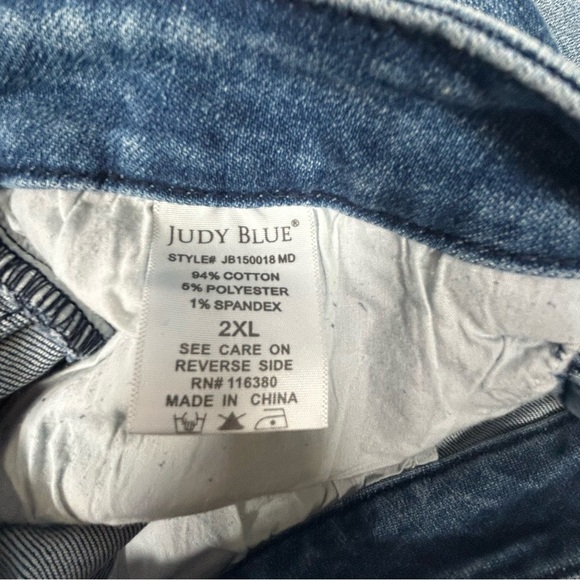 JUDY BLUE®
STYLE# JB150018 MD
94% COTTON
5% POLYESTER
1% SPANDEX
2XL
SEE CARE ON
REVERSE SIDE
RN# 116380
MADE IN CHINA